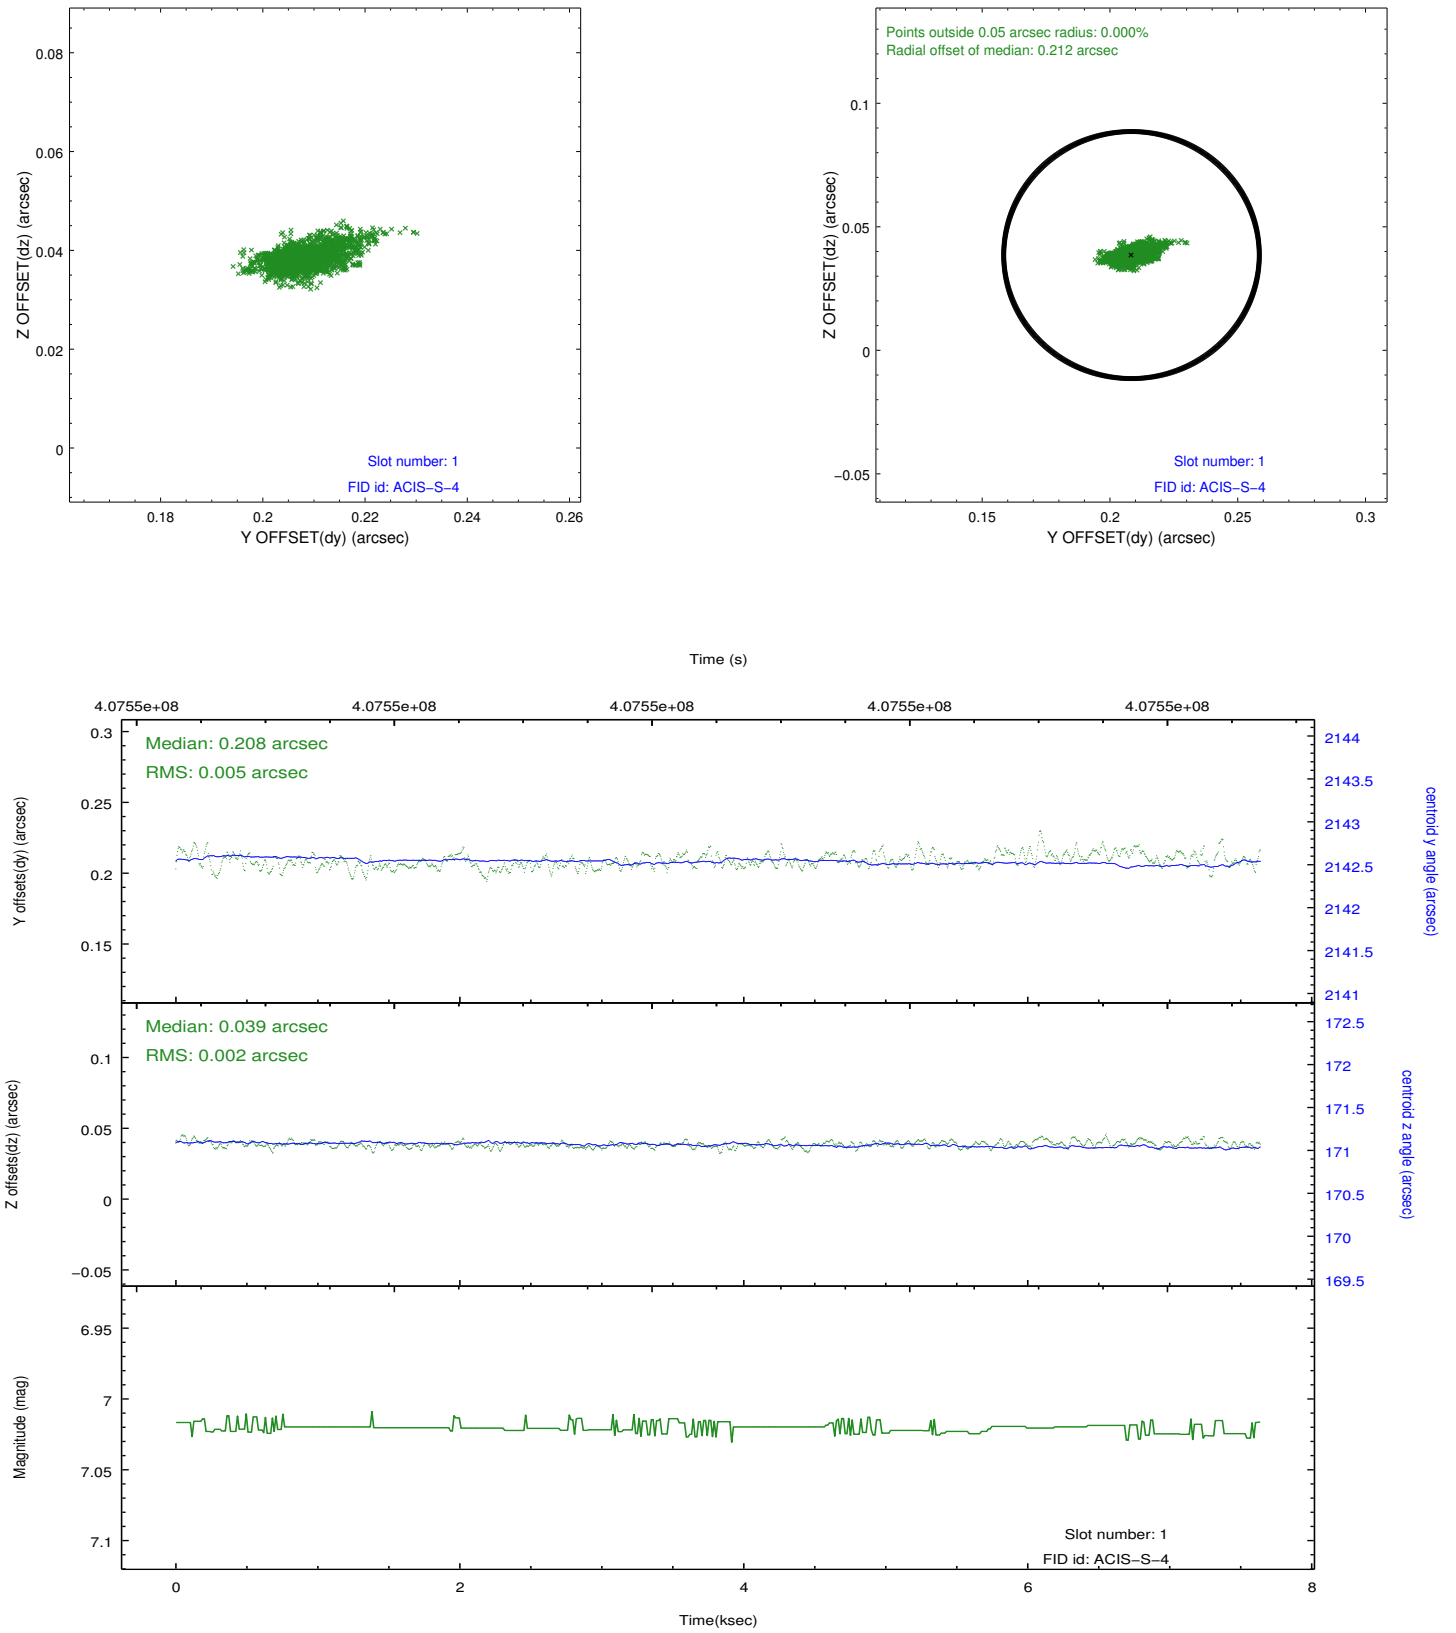 0.08
0.06
0.04
0.02
0
Z OFFSET(dz) (arcsec)
Slot number: 1
FID id: ACIS−S−4
0.18 0.2 0.22 0.24 0.26
Y OFFSET(dy) (arcsec)
Points outside 0.05 arcsec radius: 0.000%
Radial offset of median: 0.212 arcsec
0.1
0.05
0
−0.05
Z OFFSET(dz) (arcsec)
Slot number: 1
FID id: ACIS−S−4
0.15 0.2 0.25 0.3
Y OFFSET(dy) (arcsec)
Time (s)
4.0755e+08 4.0755e+08 4.0755e+08 4.0755e+08 4.0755e+08
Median: 0.208 arcsec
RMS: 0.005 arcsec
0.3
0.25
0.2
0.15
Y offsets(dy) (arcsec)
2144
2143.5
2143
2142.5
2142
2141.5
2141
centroid y angle (arcsec)
Median: 0.039 arcsec
RMS: 0.002 arcsec
0.1
0.05
0
−0.05
Z offsets(dz) (arcsec)
172.5
172
171.5
171
170.5
170
169.5
centroid z angle (arcsec)
6.95
7
7.05
7.1
Magnitude (mag)
Slot number: 1
FID id: ACIS−S−4
0 2 4 6 8
Time(ksec)